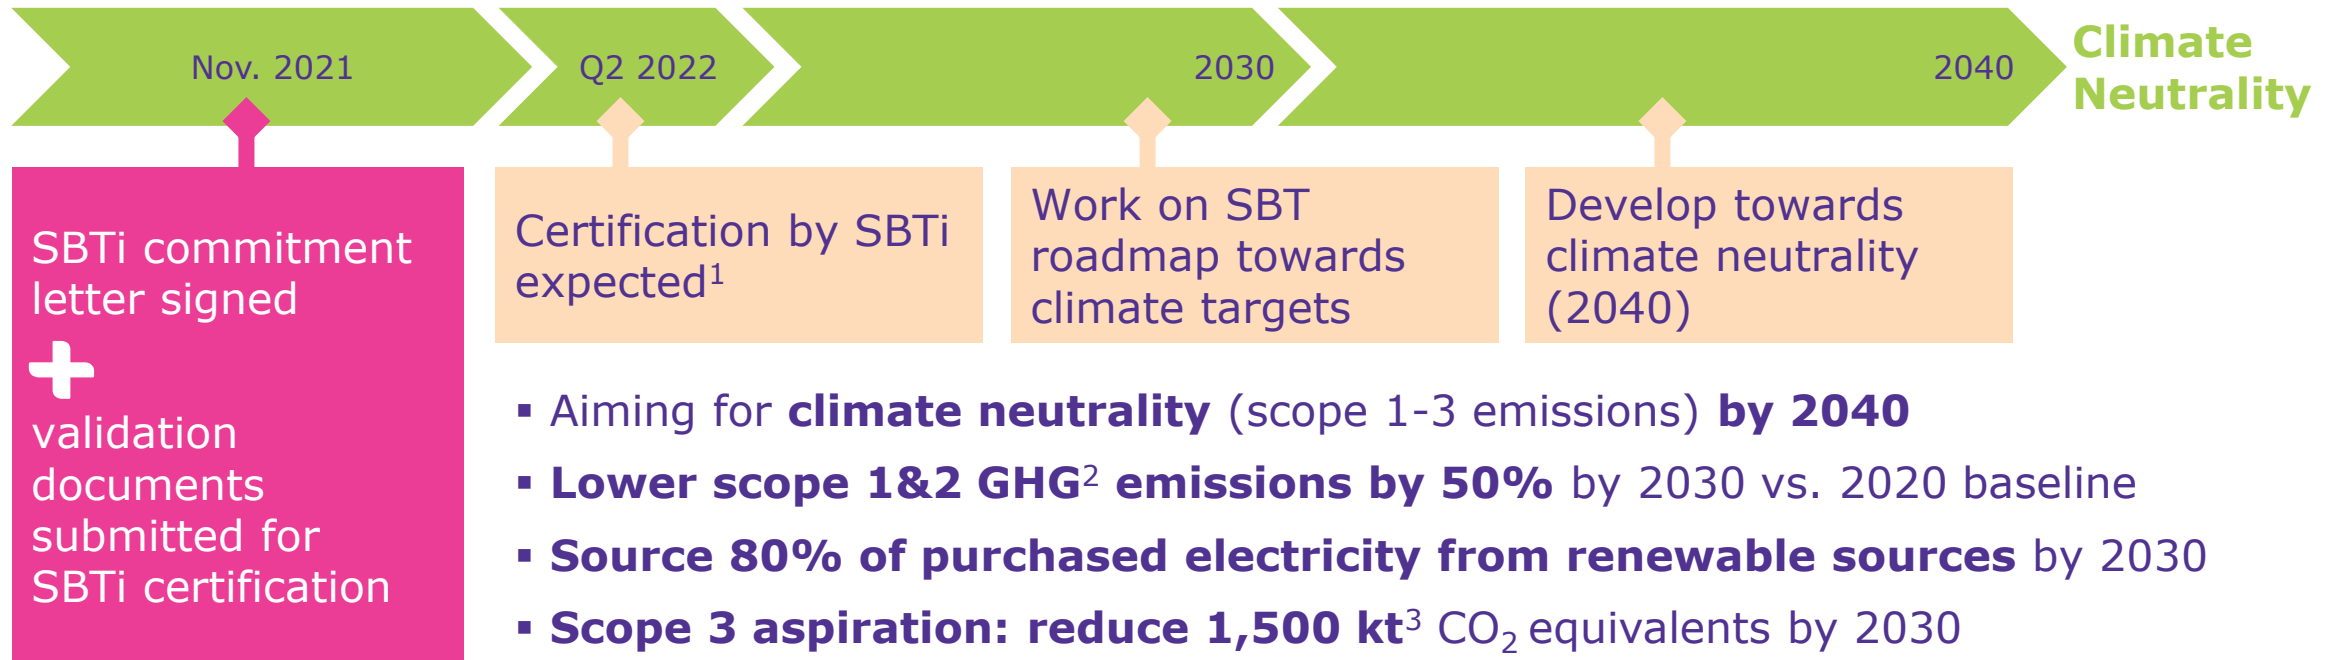 Nov. 2021
Q2 2022
2030
2040
Climate
Neutrality
SBTi commitment
letter signed
validation
documents
submitted for
SBTi certification
Certification by SBTi
expected¹
Work on SBT
roadmap towards
climate targets
Develop towards
climate neutrality
(2040)
▪ Aiming for climate neutrality (scope 1-3 emissions) by 2040
▪ Lower scope 1&2 GHG² emissions by 50% by 2030 vs. 2020 baseline
▪ Source 80% of purchased electricity from renewable sources by 2030
▪ Scope 3 aspiration: reduce 1,500 kt³ CO₂ equivalents by 2030